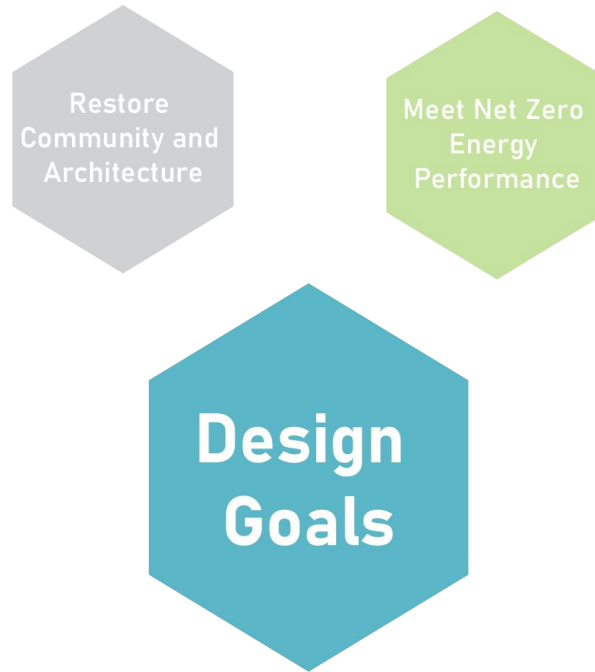 Restore
Community and
Architecture
Meet Net Zero
Energy
Performance
Design
Goals